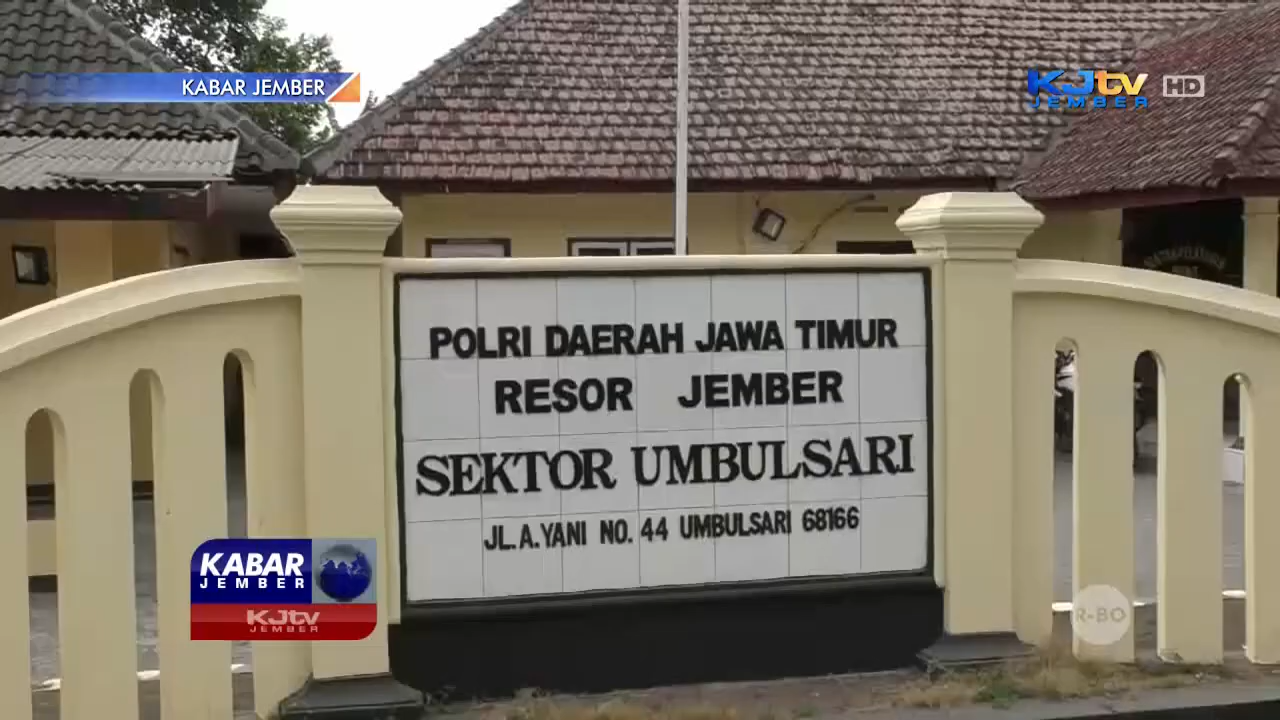 KABAR JEMBER
KJtv HD
JEMBER
POLRI DAERAH JAWA TIMUR
RESOR JEMBER
SEKTOR UMBULSARI
JL.A.YANI NO. 44 UMBULSARI 68166
KABAR
JEMBER
KJtv
JEMBER
R-BO